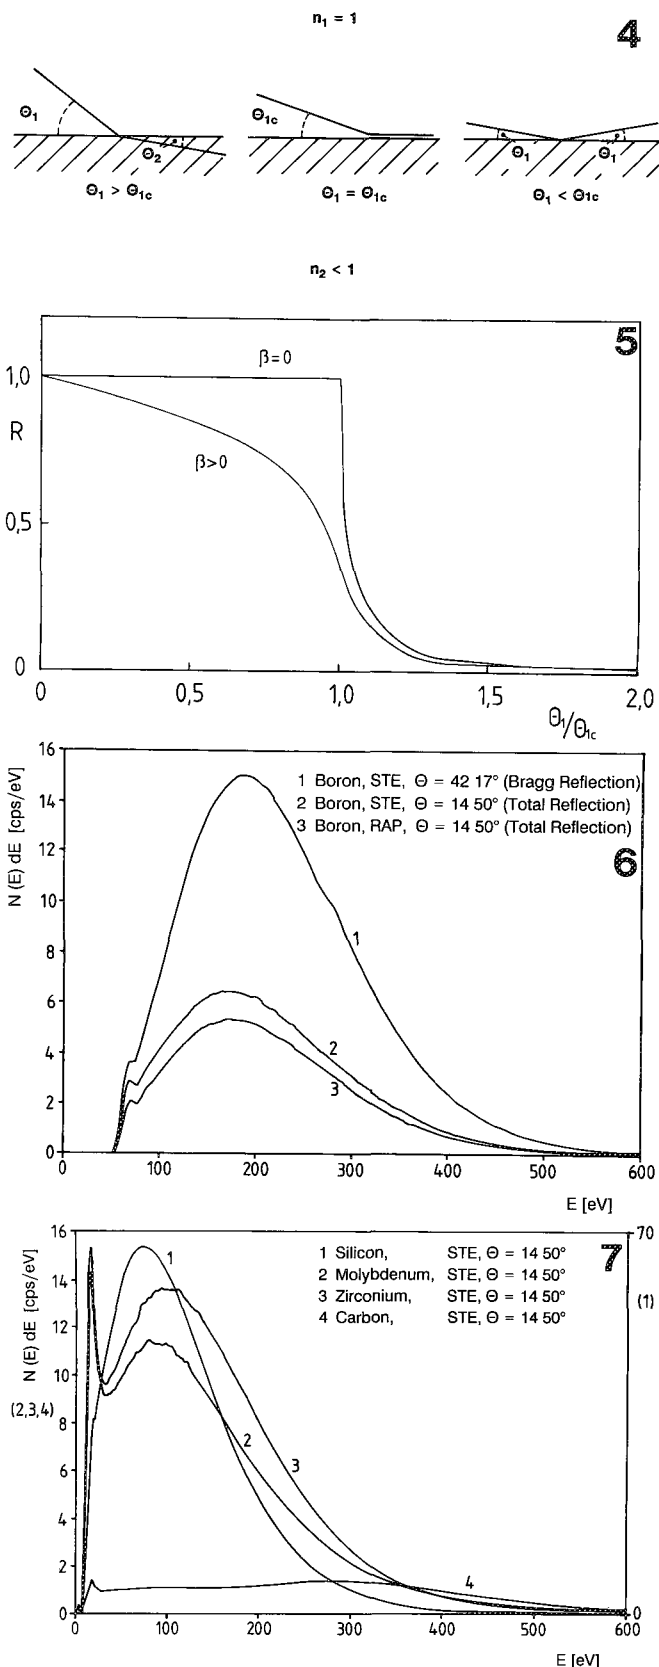 n₁ = 1
4
Θ₁ Θ₂ Θ₁c Θ₁ Θ₁
Θ₁ > Θ₁c Θ₁ = Θ₁c Θ₁ < Θ₁c
n₂ < 1
5
1,0
R
0,5
0
β=0
β>0
0 0,5 1,0 1,5 2,0
Θ₁/Θ₁c
6
N (E) dE [cps/eV]
16
14
12
10
8
6
4
2
0
1 Boron, STE, Θ = 42 17° (Bragg Reflection)
2 Boron, STE, Θ = 14 50° (Total Reflection)
3 Boron, RAP, Θ = 14 50° (Total Reflection)
1
2
3
0 100 200 300 400 500 600
E [eV]
7
N (E) dE [cps/eV]
(2,3,4)
16
14
12
10
8
6
4
2
0
1 Silicon, STE, Θ = 14 50°
2 Molybdenum, STE, Θ = 14 50°
3 Zirconium, STE, Θ = 14 50°
4 Carbon, STE, Θ = 14 50°
70
(1)
0
1
2
3
4
0 100 200 300 400 500 600
E [eV]